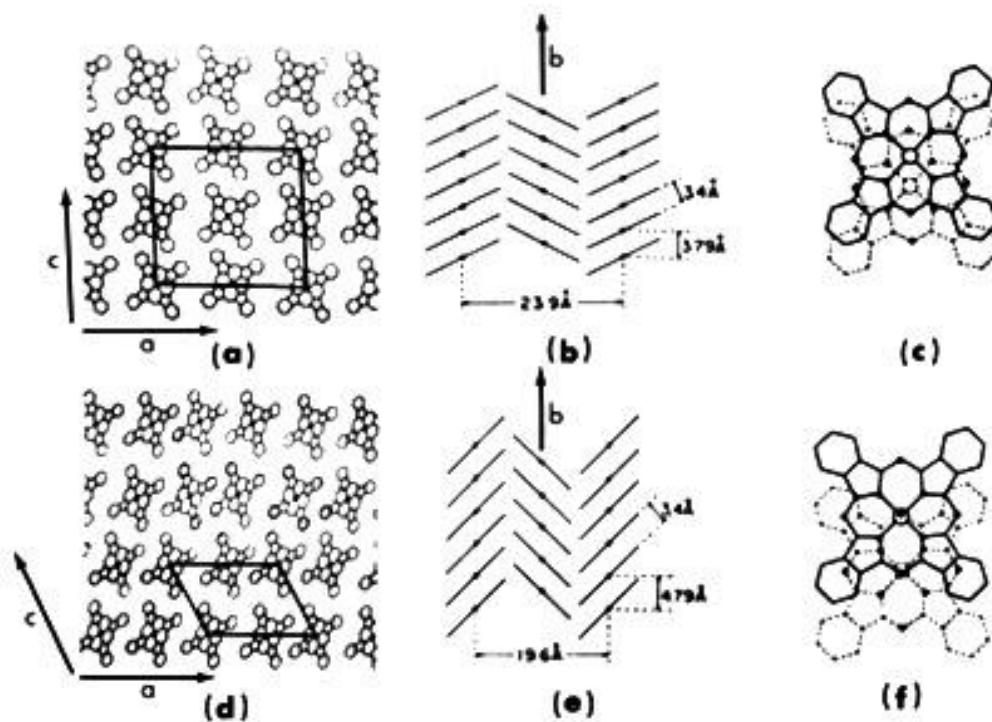 c
a
(a)
b
3.4Å
3.79Å
23.9Å
(b)
(c)
c
a
(d)
b
3.4Å
4.79Å
19.6Å
(e)
(f)